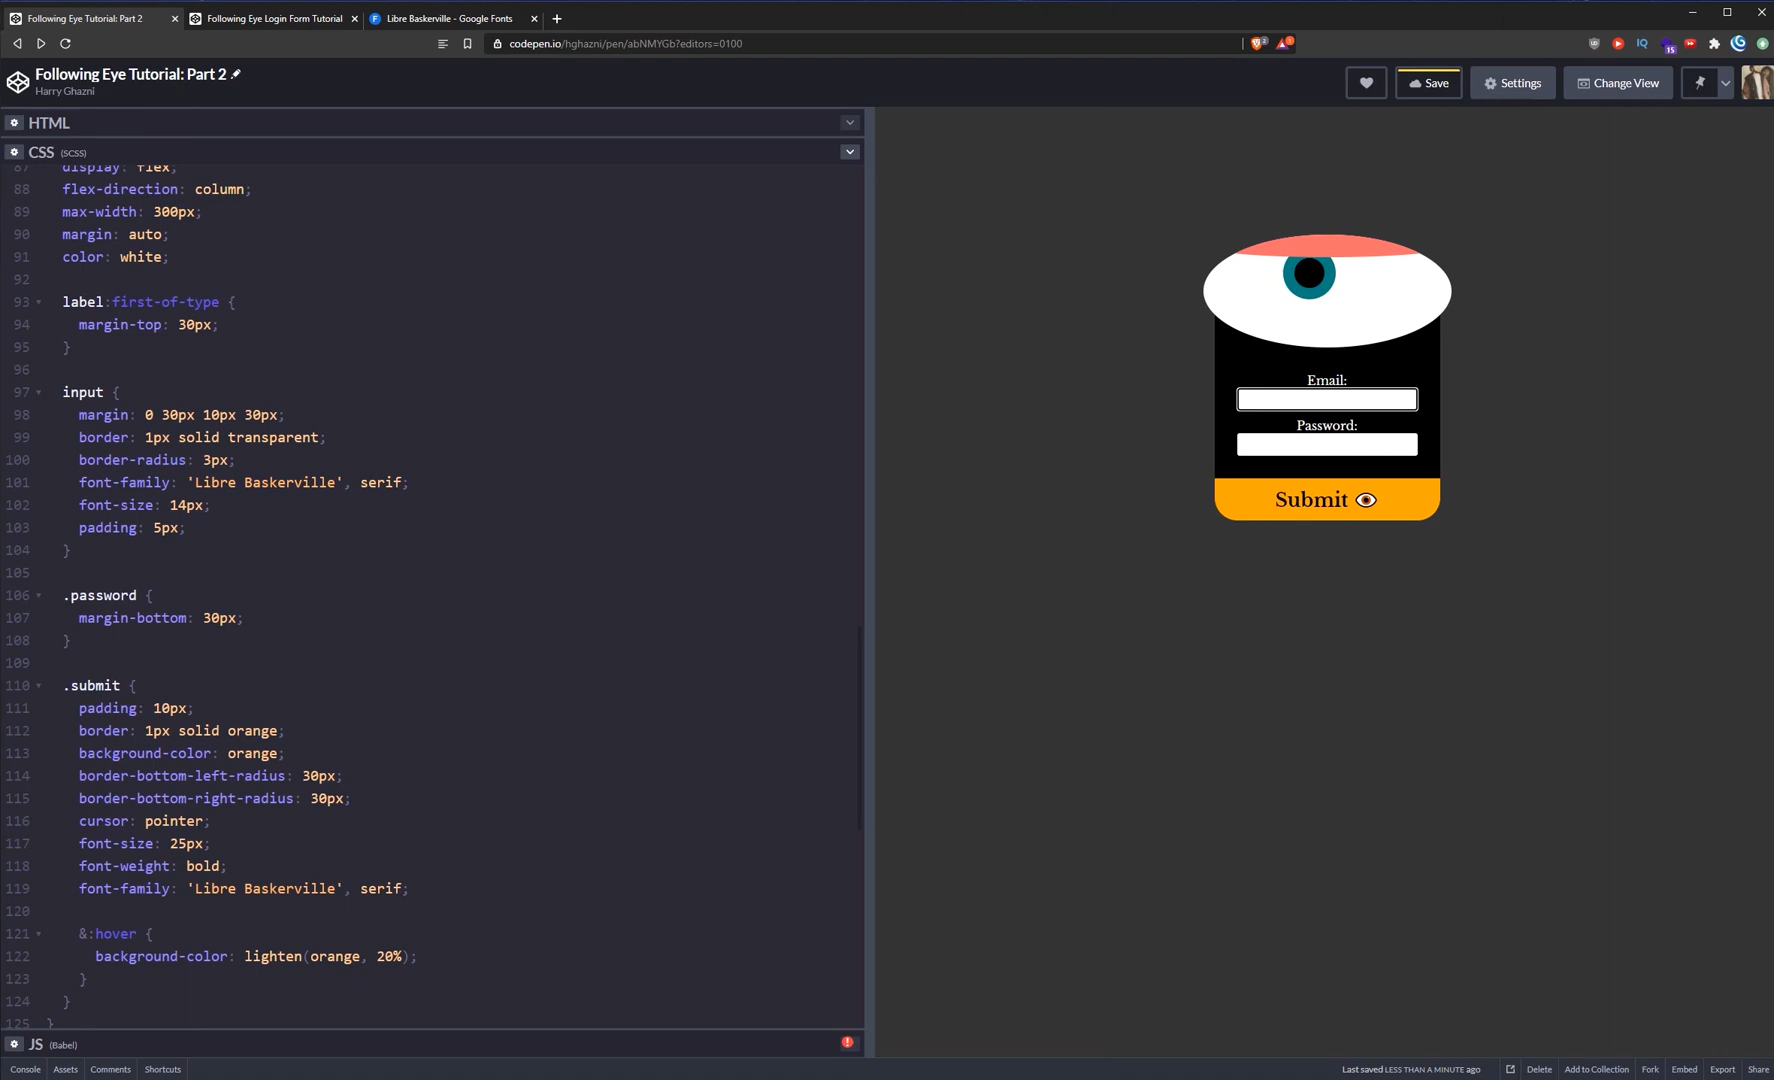 Following Eye Tutorial: Part 2
Following Eye Login Form Tutorial
Libre Baskerville - Google Fonts
codepen.io/hghazni/pen/abNMYGb?editors=0100
Following Eye Tutorial: Part 2
Harry Ghazni
Save
Settings
Change View
HTML
CSS (SCSS)
87 display: flex;
88 flex-direction: column;
89 max-width: 300px;
90 margin: auto;
91 color: white;
92
93 label:first-of-type {
94 margin-top: 30px;
95 }
96
97 input {
98 margin: 0 30px 10px 30px;
99 border: 1px solid transparent;
100 border-radius: 3px;
101 font-family: 'Libre Baskerville', serif;
102 font-size: 14px;
103 padding: 5px;
104 }
105
106 .password {
107 margin-bottom: 30px;
108 }
109
110 .submit {
111 padding: 10px;
112 border: 1px solid orange;
113 background-color: orange;
114 border-bottom-left-radius: 30px;
115 border-bottom-right-radius: 30px;
116 cursor: pointer;
117 font-size: 25px;
118 font-weight: bold;
119 font-family: 'Libre Baskerville', serif;
120
121 &:hover {
122 background-color: lighten(orange, 20%);
123 }
124 }
125 }
Email:
Password:
Submit
JS (Babel)
Console Assets Comments Shortcuts
Last saved LESS THAN A MINUTE ago
Delete Add to Collection Fork Embed Export Share